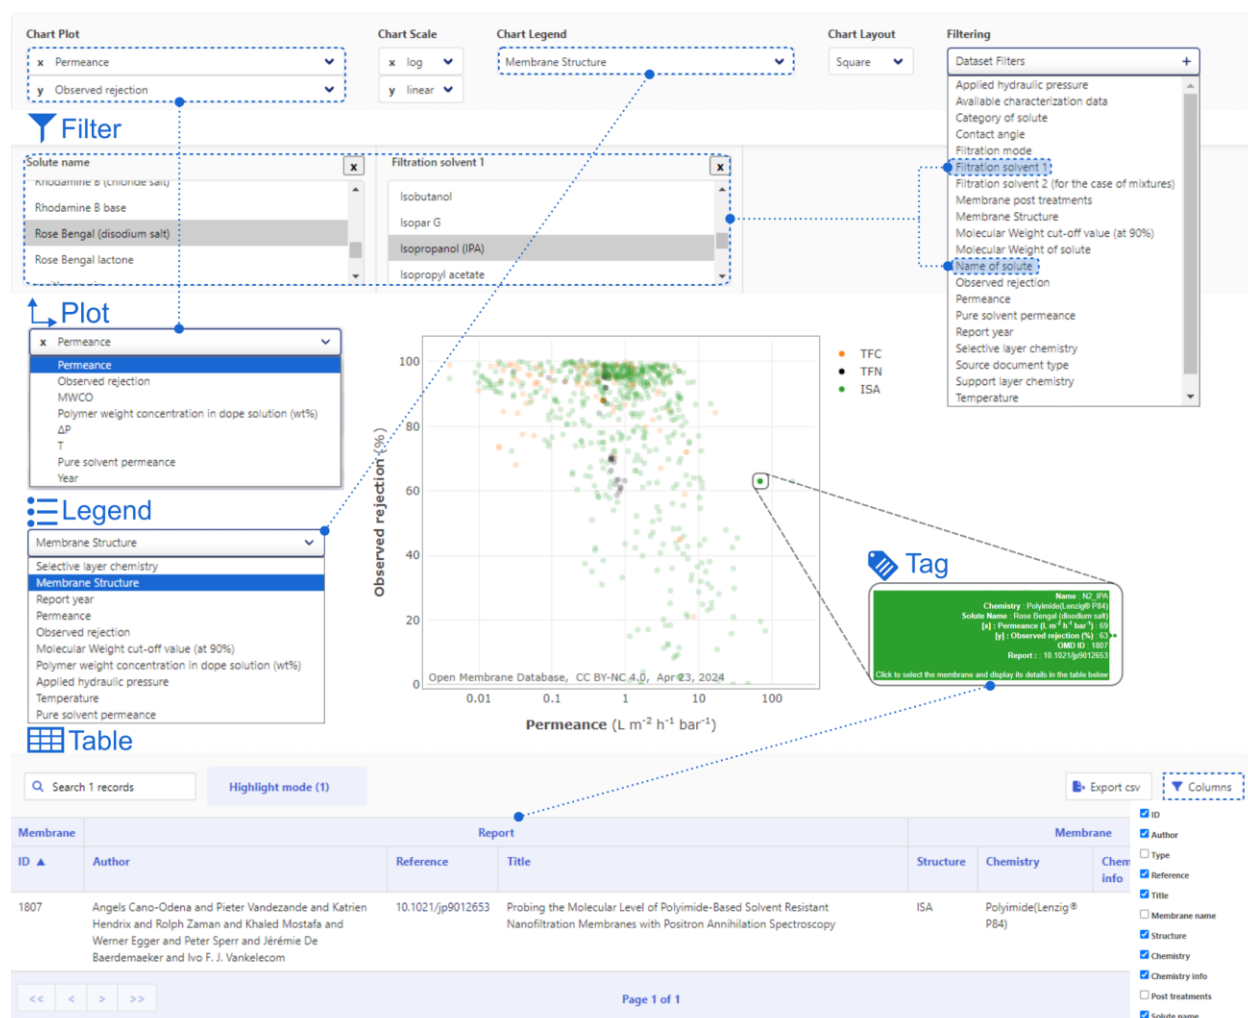 Chart Plot
Chart Scale
Chart Legend
Chart Layout
Filtering
x Permeance
x log
Membrane Structure
Square
Dataset Filters +
y Observed rejection
y linear
Applied hydraulic pressure
Available characterization data
Category of solute
Contact angle
Filtration mode
Filtration solvent 1
Filtration solvent 2 (for the case of mixtures)
Membrane post treatments
Membrane Structure
Molecular Weight cut-off value (at 90%)
Molecular Weight of solute
Name of solute
Observed rejection
Permeance
Pure solvent permeance
Report year
Selective layer chemistry
Source document type
Support layer chemistry
Temperature
Filter
Solute name x
Rhodamine B (chloride salt)
Rhodamine B base
Rose Bengal (disodium salt)
Rose Bengal lactone
Filtration solvent 1 x
Isobutanol
Isopar G
Isopropanol (IPA)
Isopropyl acetate
Plot
x Permeance
Permeance
Observed rejection
MWCO
Polymer weight concentration in dope solution (wt%)
ΔP
T
Pure solvent permeance
Year
Legend
Membrane Structure
Selective layer chemistry
Membrane Structure
Report year
Permeance
Observed rejection
Molecular Weight cut-off value (at 90%)
Polymer weight concentration in dope solution (wt%)
Applied hydraulic pressure
Temperature
Pure solvent permeance
Observed rejection (%)
100
80
60
40
20
0
0.01
0.1
1
10
100
Permeance (L m⁻² h⁻¹ bar⁻¹)
Open Membrane Database, CC BY-NC 4.0, Apr 23, 2024
TFC
TFN
ISA
Tag
Name : N2_IPA
Chemistry : Polyimide(Lenzig® P84)
Solute Name : Rose Bengal (disodium salt)
[x] : Permeance (L m⁻² h⁻¹ bar⁻¹) : 69
[y] : Observed rejection (%) : 63
OMD ID : 1807
Report : : 10.1021/jp9012653
Click to select the membrane and display its details in the table below
Table
Search 1 records
Highlight mode (1)
Export csv
Columns
Membrane
Report
Membrane
ID ▲
Author
Reference
Title
Structure
Chemistry
Chem
info
1807
Angels Cano-Odena and Pieter Vandezande and Katrien
Hendrix and Rolph Zaman and Khaled Mostafa and
Werner Egger and Peter Sperr and Jérémie De
Baerdemaeker and Ivo F. J. Vankelecom
10.1021/jp9012653
Probing the Molecular Level of Polyimide-Based Solvent Resistant
Nanofiltration Membranes with Positron Annihilation Spectroscopy
ISA
Polyimide(Lenzig®
P84)
ID
Author
Type
Reference
Title
Membrane name
Structure
Chemistry
Chemistry info
Post treatments
Solute name
<< < > >>
Page 1 of 1